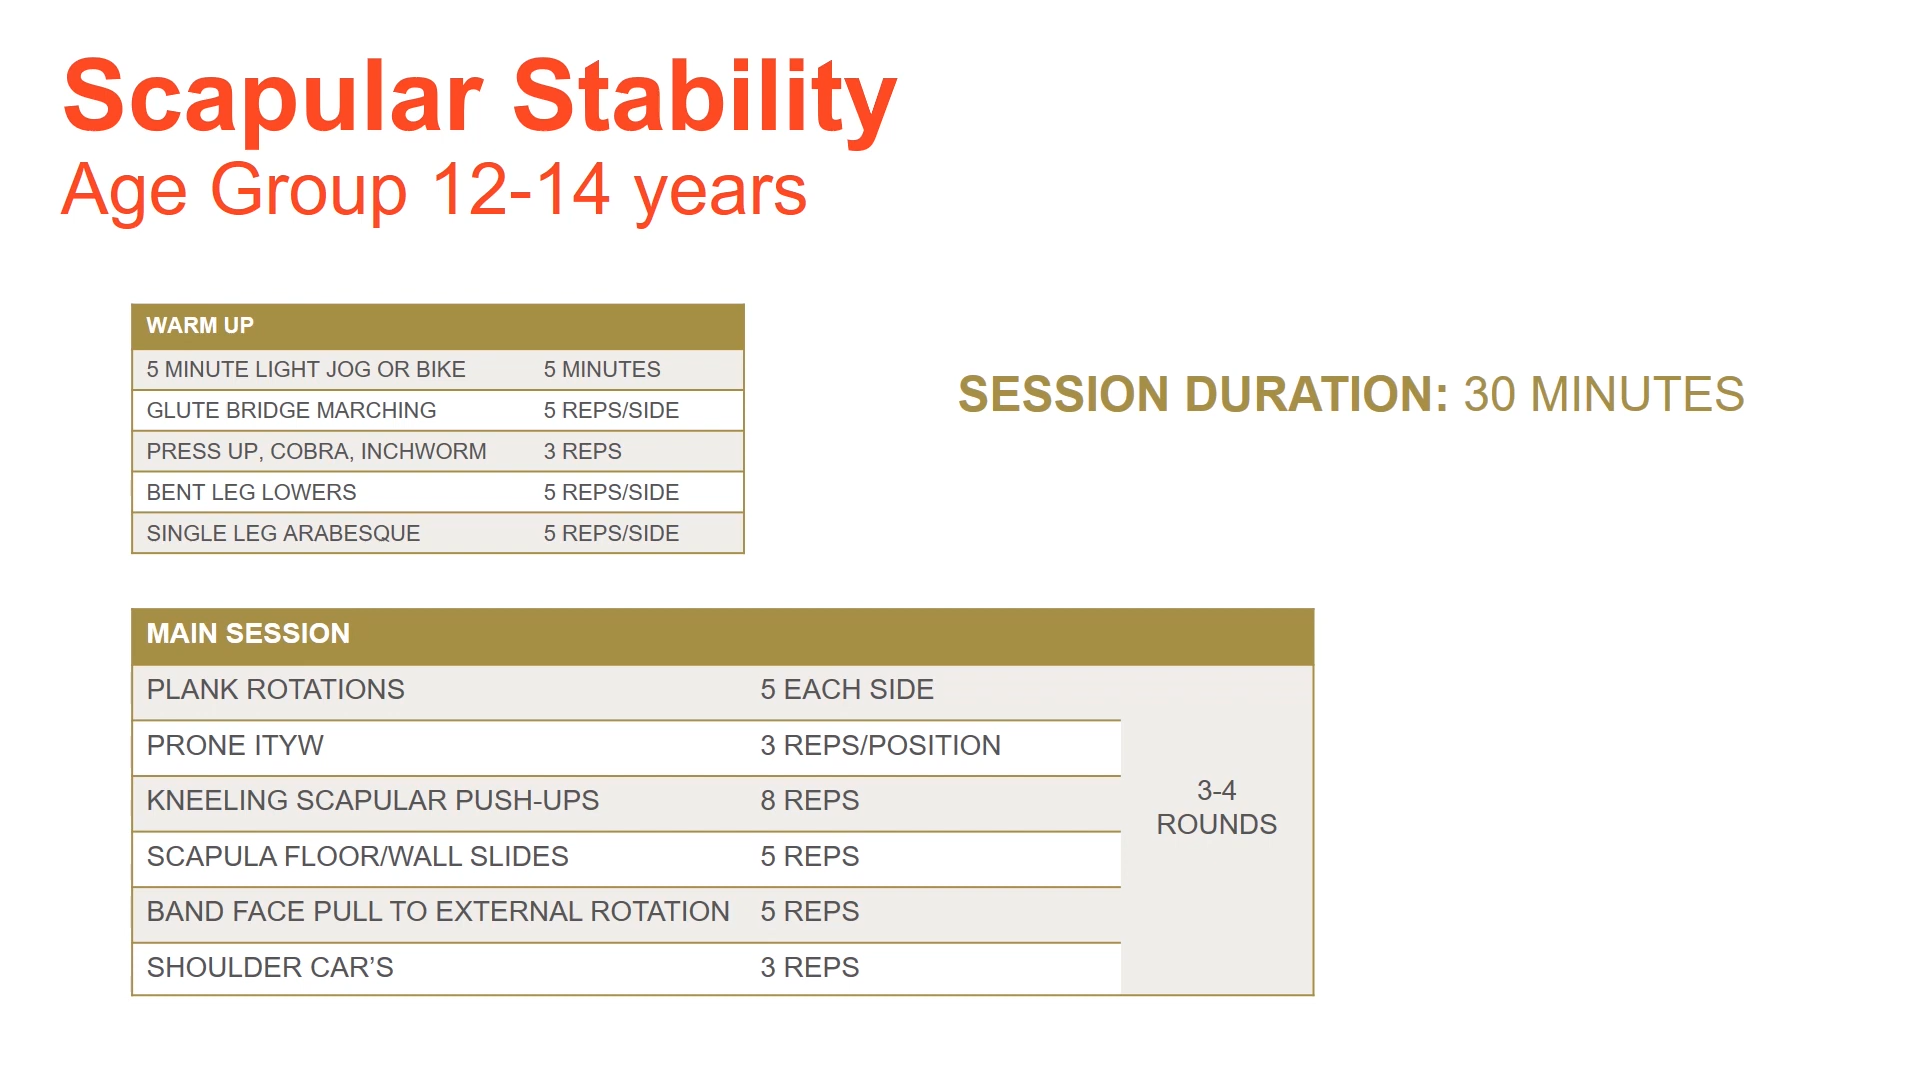 Scapular Stability
Age Group 12-14 years
WARM UP
5 MINUTE LIGHT JOG OR BIKE 5 MINUTES
GLUTE BRIDGE MARCHING 5 REPS/SIDE
PRESS UP, COBRA, INCHWORM 3 REPS
BENT LEG LOWERS 5 REPS/SIDE
SINGLE LEG ARABESQUE 5 REPS/SIDE
SESSION DURATION: 30 MINUTES
MAIN SESSION
PLANK ROTATIONS 5 EACH SIDE
PRONE ITYW 3 REPS/POSITION
KNEELING SCAPULAR PUSH-UPS 8 REPS
SCAPULA FLOOR/WALL SLIDES 5 REPS
BAND FACE PULL TO EXTERNAL ROTATION 5 REPS
SHOULDER CAR’S 3 REPS
3-4
ROUNDS